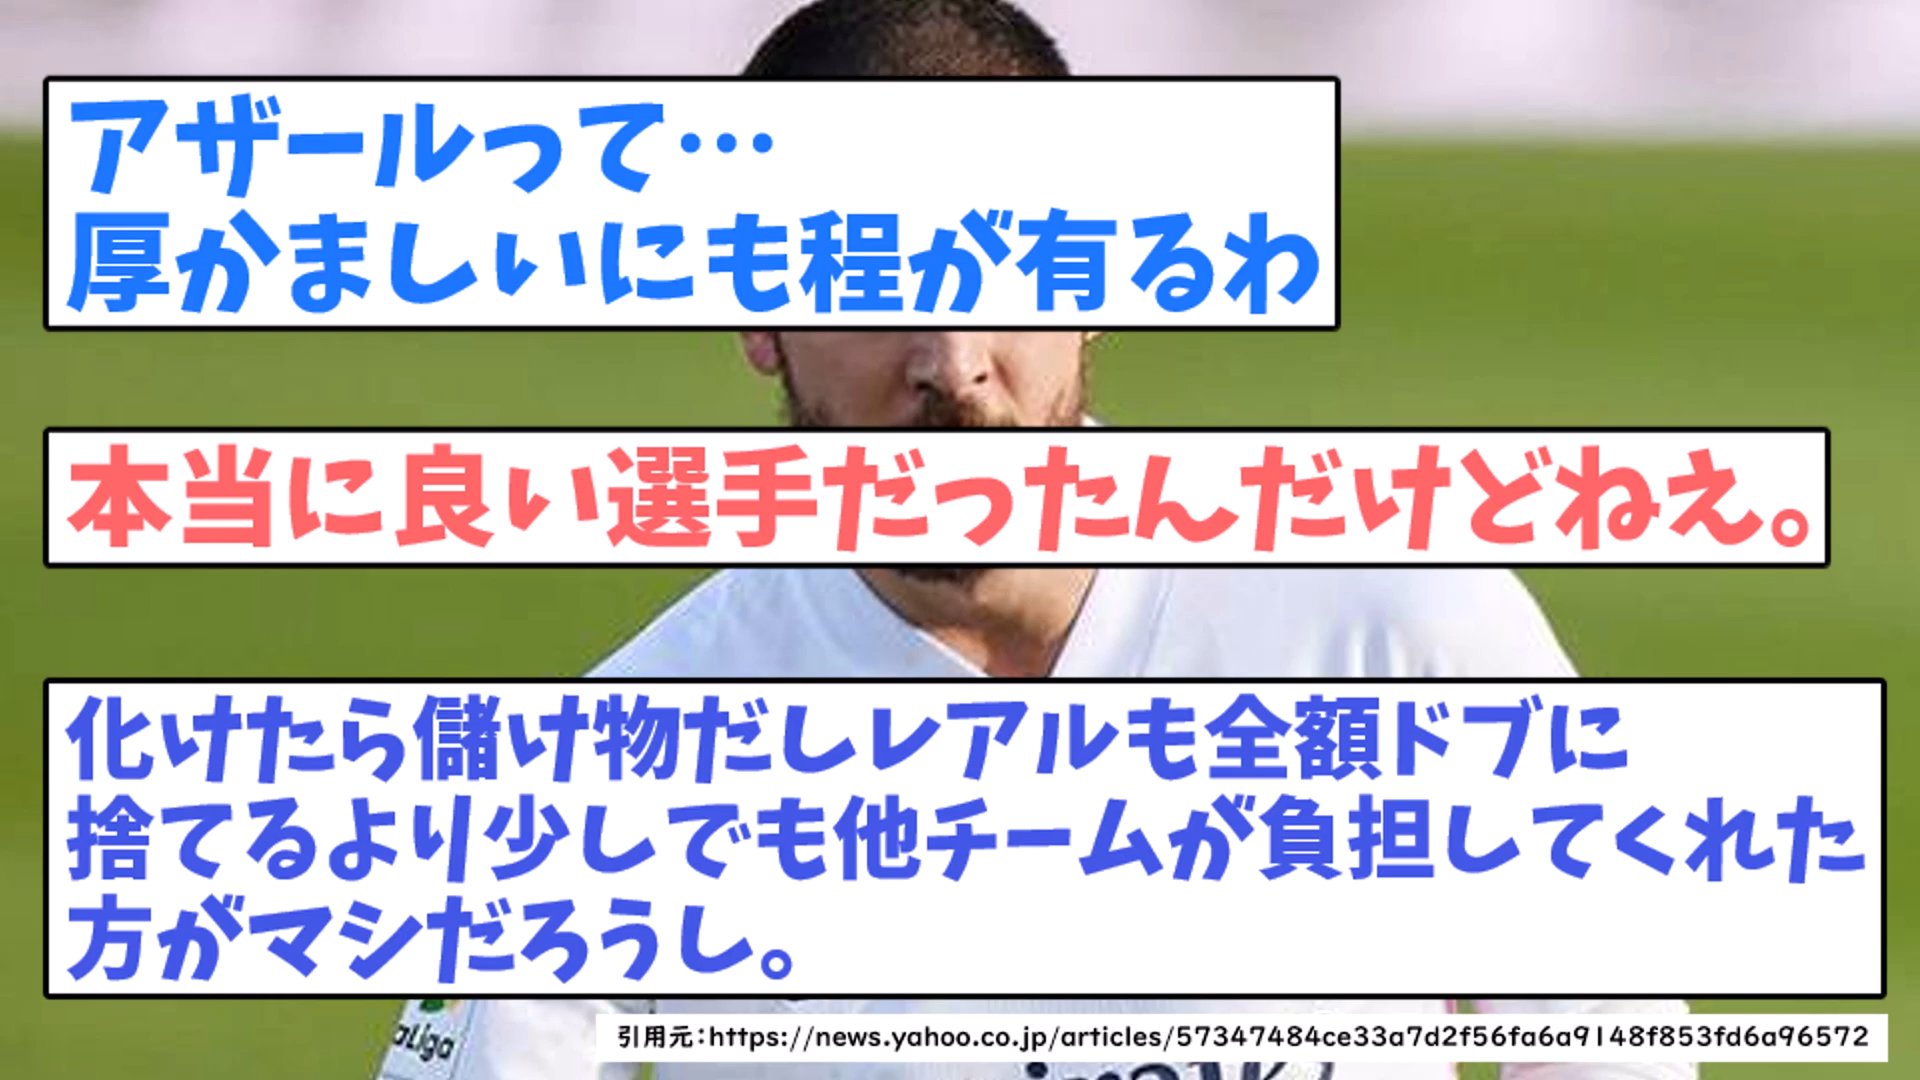 アザールって…
厚かましいにも程が有るわ
本当に良い選手だったんだけどねえ。
化けたら儲け物だしレアルも全額ドブに
捨てるより少しでも他チームが負担してくれた
方がマシだろうし。
aLiga
引用元：https://news.yahoo.co.jp/articles/57347484ce33a7d2f56fa6a9148f853fd6a96572